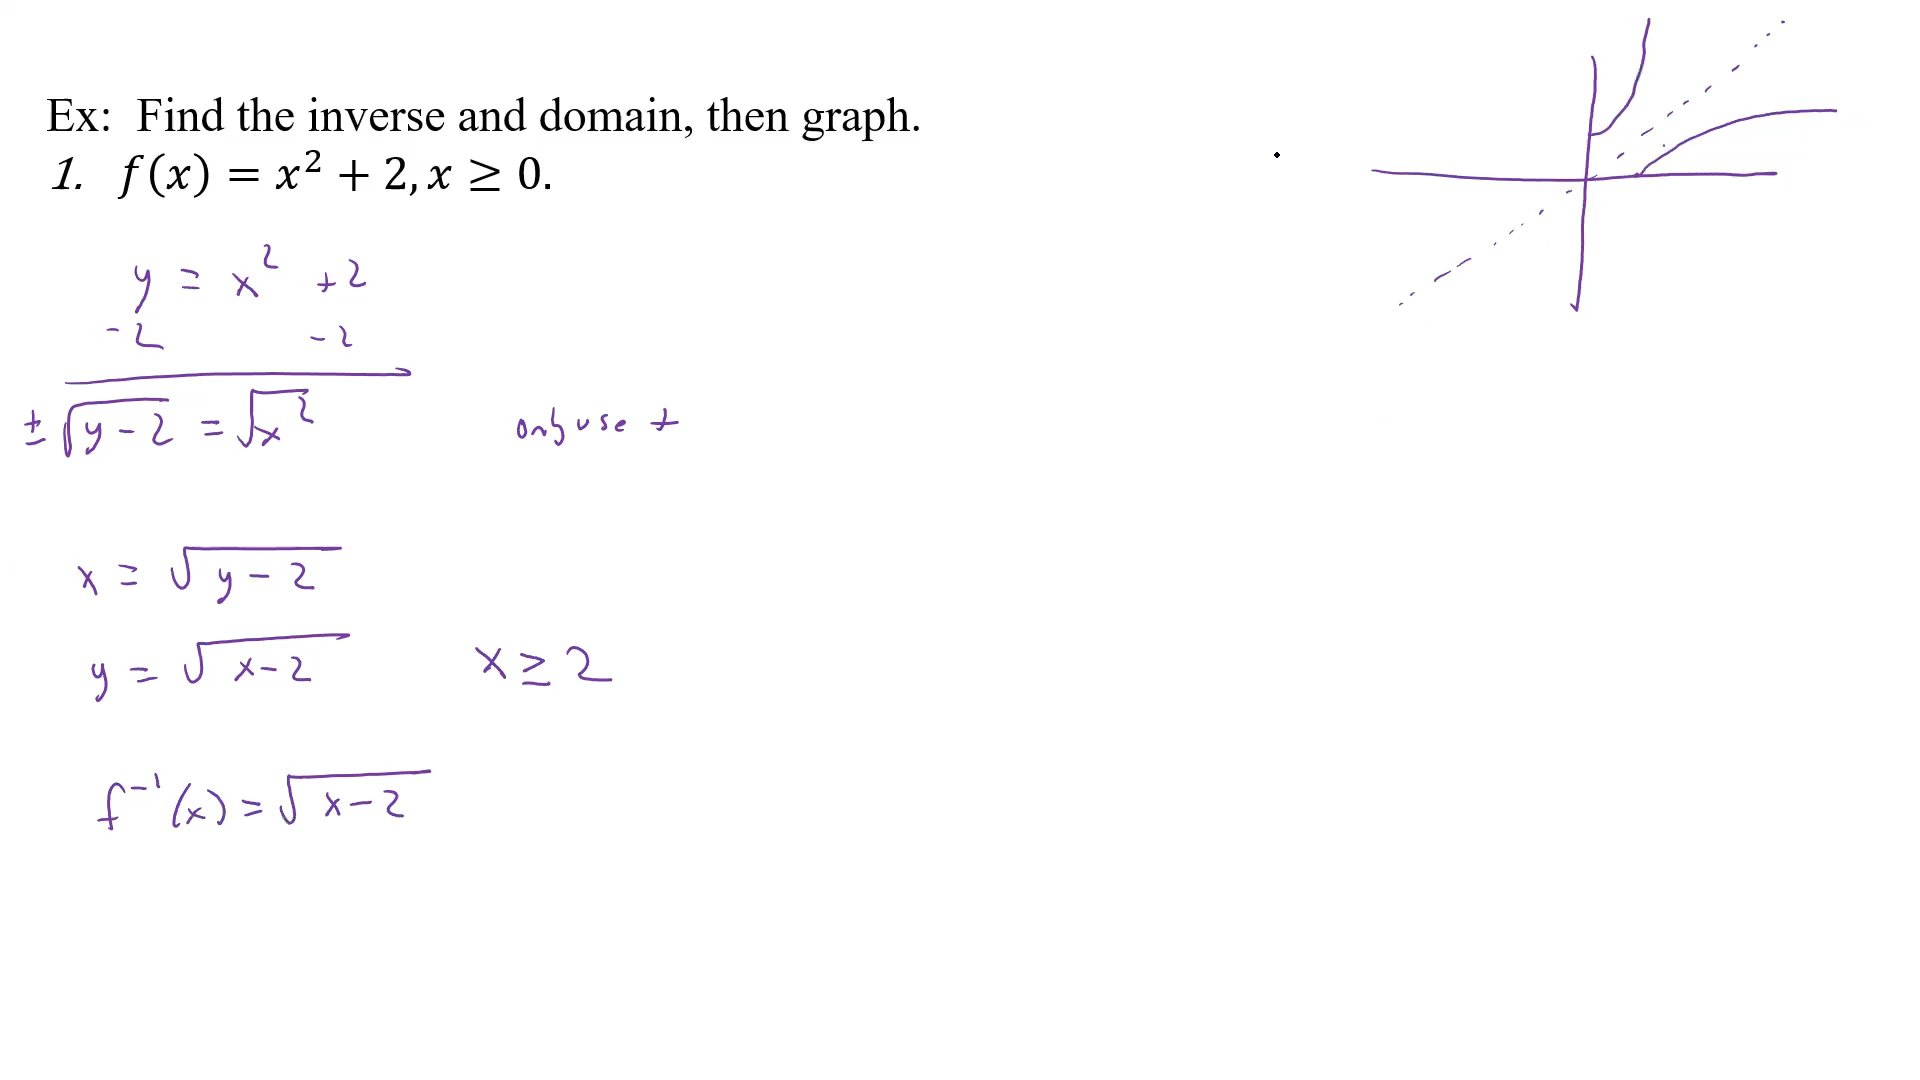 Ex: Find the inverse and domain, then graph.
1. f(x) = x² + 2, x ≥ 0.
y = x² + 2
-2 -2
± √(y - 2) = √(x²) only use +
x = √(y - 2)
y = √(x - 2) x ≥ 2
f⁻¹(x) = √(x - 2)